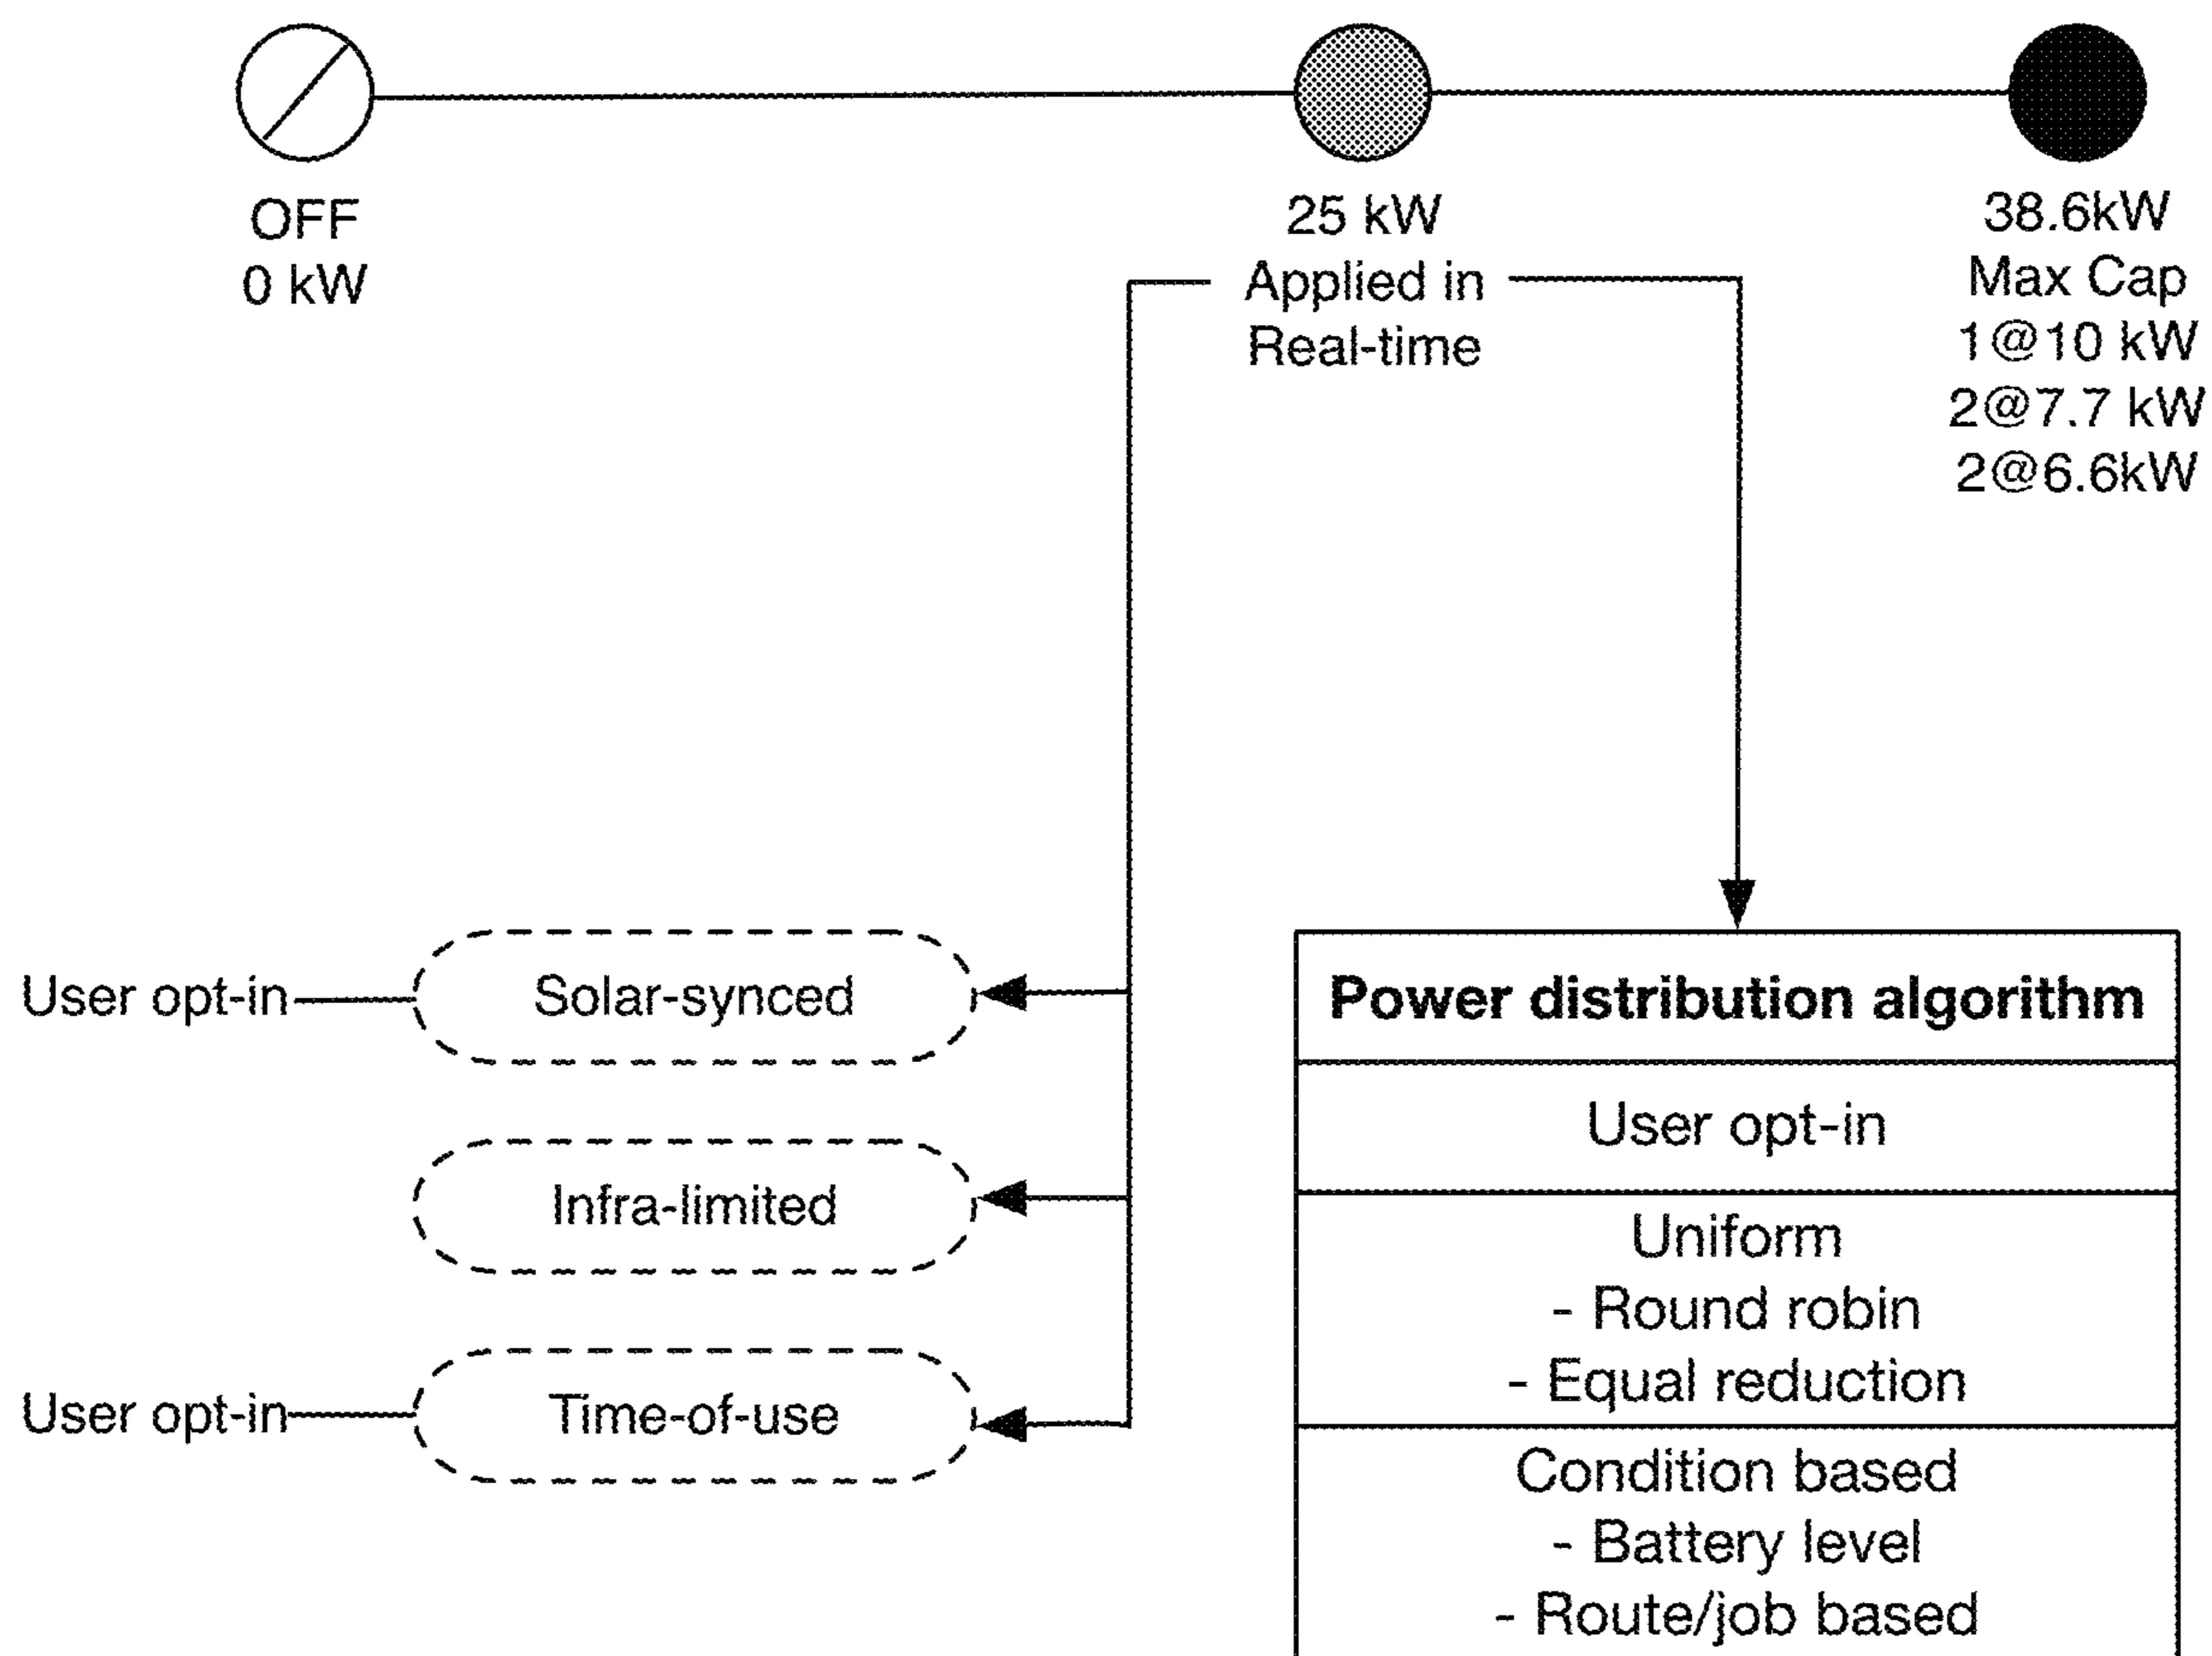 OFF
0 kW
25 kW
Applied in
Real-time
38.6kW
Max Cap
1@10 kW
2@7.7 kW
2@6.6kW
User opt-in
Solar-synced
Infra-limited
User opt-in
Time-of-use
Power distribution algorithm
User opt-in
Uniform
- Round robin
- Equal reduction
Condition based
- Battery level
- Route/job based